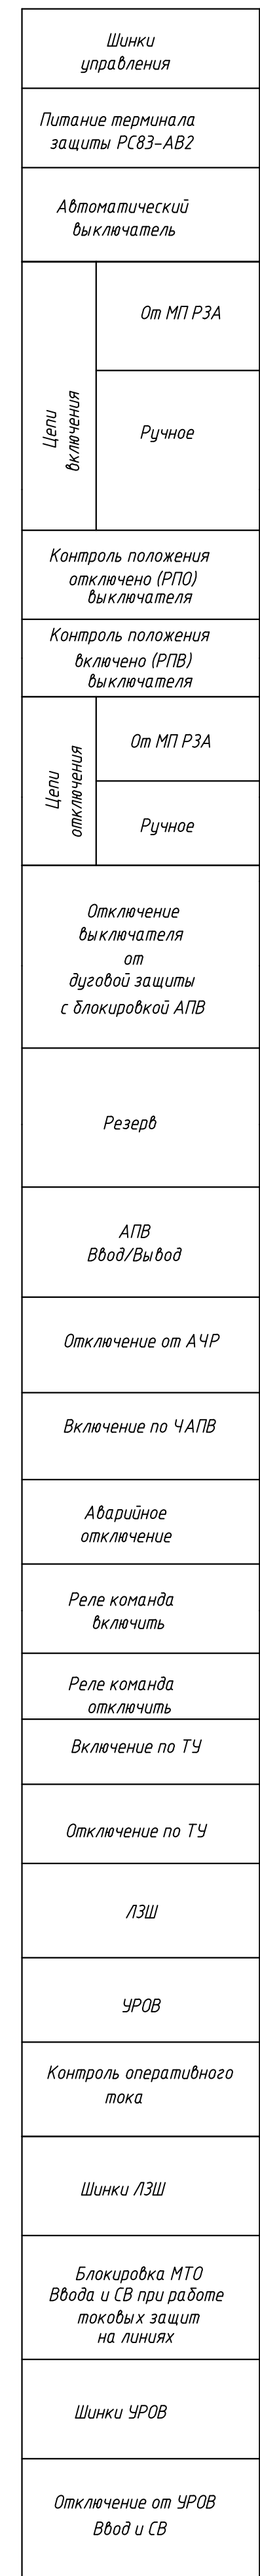 Шинки
управления
Питание терминала
защиты РС83-АВ2
Автоматический
выключатель
Цепи
включения
От МП РЗА
Ручное
Контроль положения
отключено (РПО)
выключателя
Контроль положения
включено (РПВ)
выключателя
Цепи
отключения
От МП РЗА
Ручное
Отключение
выключателя
от
дуговой защиты
с блокировкой АПВ
Резерв
АПВ
Ввод/Вывод
Отключение от АЧР
Включение по ЧАПВ
Аварийное
отключение
Реле команда
включить
Реле команда
отключить
Включение по ТУ
Отключение по ТУ
ЛЗШ
УРОВ
Контроль оперативного
тока
Шинки ЛЗШ
Блокировка МТО
Ввода и СВ при работе
токовых защит
на линиях
Шинки УРОВ
Отключение от УРОВ
Ввод и СВ